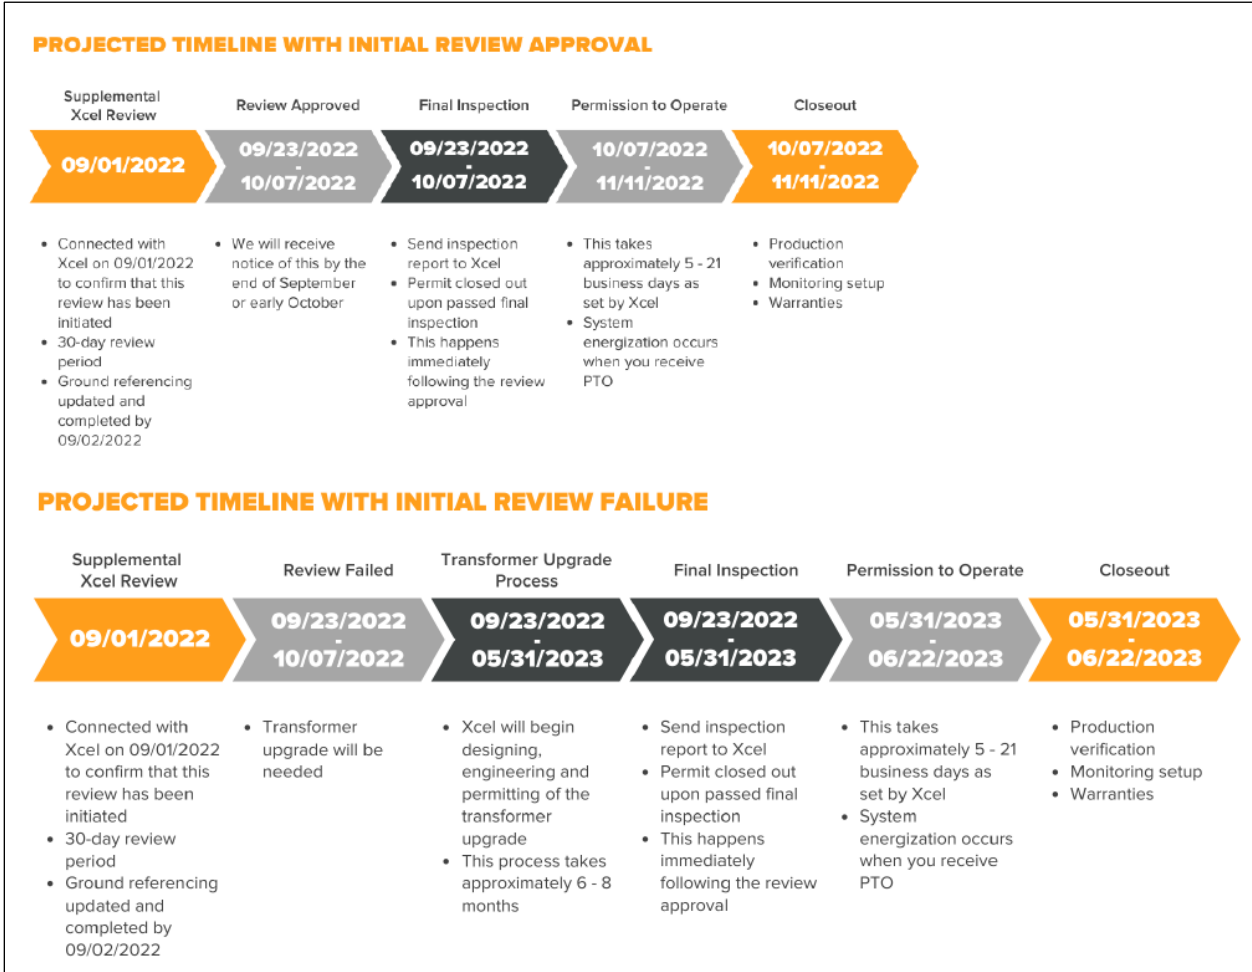 PROJECTED TIMELINE WITH INITIAL REVIEW APPROVAL
Supplemental
Xcel Review
09/01/2022
• Connected with
Xcel on 09/01/2022
to confirm that this
review has been
initiated
• 30-day review
period
• Ground referencing
updated and
completed by
09/02/2022
Review Approved
09/23/2022
-
10/07/2022
• We will receive
notice of this by the
end of September
or early October
Final Inspection
09/23/2022
-
10/07/2022
• Send inspection
report to Xcel
• Permit closed out
upon passed final
inspection
• This happens
immediately
following the review
approval
Permission to Operate
10/07/2022
-
11/11/2022
• This takes
approximately 5 - 21
business days as
set by Xcel
• System
energization occurs
when you receive
PTO
Closeout
10/07/2022
-
11/11/2022
• Production
verification
• Monitoring setup
• Warranties
PROJECTED TIMELINE WITH INITIAL REVIEW FAILURE
Supplemental
Xcel Review
09/01/2022
• Connected with
Xcel on 09/01/2022
to confirm that this
review has been
initiated
• 30-day review
period
• Ground referencing
updated and
completed by
09/02/2022
Review Failed
09/23/2022
-
10/07/2022
• Transformer
upgrade will be
needed
Transformer Upgrade
Process
09/23/2022
-
05/31/2023
• Xcel will begin
designing,
engineering and
permitting of the
transformer
upgrade
• This process takes
approximately 6 - 8
months
Final Inspection
09/23/2022
-
05/31/2023
• Send inspection
report to Xcel
• Permit closed out
upon passed final
inspection
• This happens
immediately
following the review
approval
Permission to Operate
05/31/2023
-
06/22/2023
• This takes
approximately 5 - 21
business days as
set by Xcel
• System
energization occurs
when you receive
PTO
Closeout
05/31/2023
-
06/22/2023
• Production
verification
• Monitoring setup
• Warranties